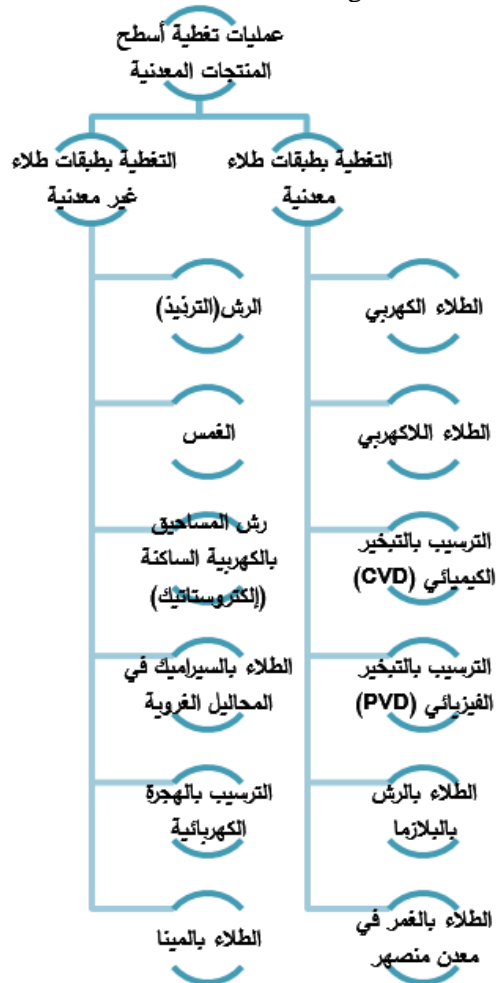 عمليات تغطية أسطح
المنتجات المعدنية
التغطية بطبقات طلاء
معدنية
الطلاء الكهربي
الطلاء اللاكهربي
الترسيب بالتبخير
الكيميائي (CVD)
الترسيب بالتبخير
الفيزيائي (PVD)
الطلاء بالرش
بالبلازما
الطلاء بالغمر في
معدن منصهر
التغطية بطبقات طلاء
غير معدنية
الرش(الترذيذ)
الغمس
رش المساحيق
بالكهربية الساكنة
(إلكتروستاتيك)
الطلاء بالسيراميك في
المحاليل الغروية
الترسيب بالهجرة
الكهربائية
الطلاء بالمينا